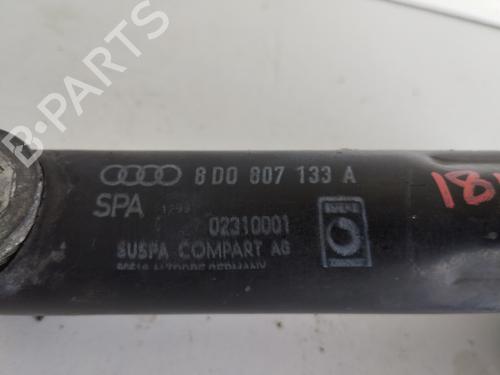 B-PARTS
8D0 807 133 A
SPA
02310001
SUSPA COMPART AG